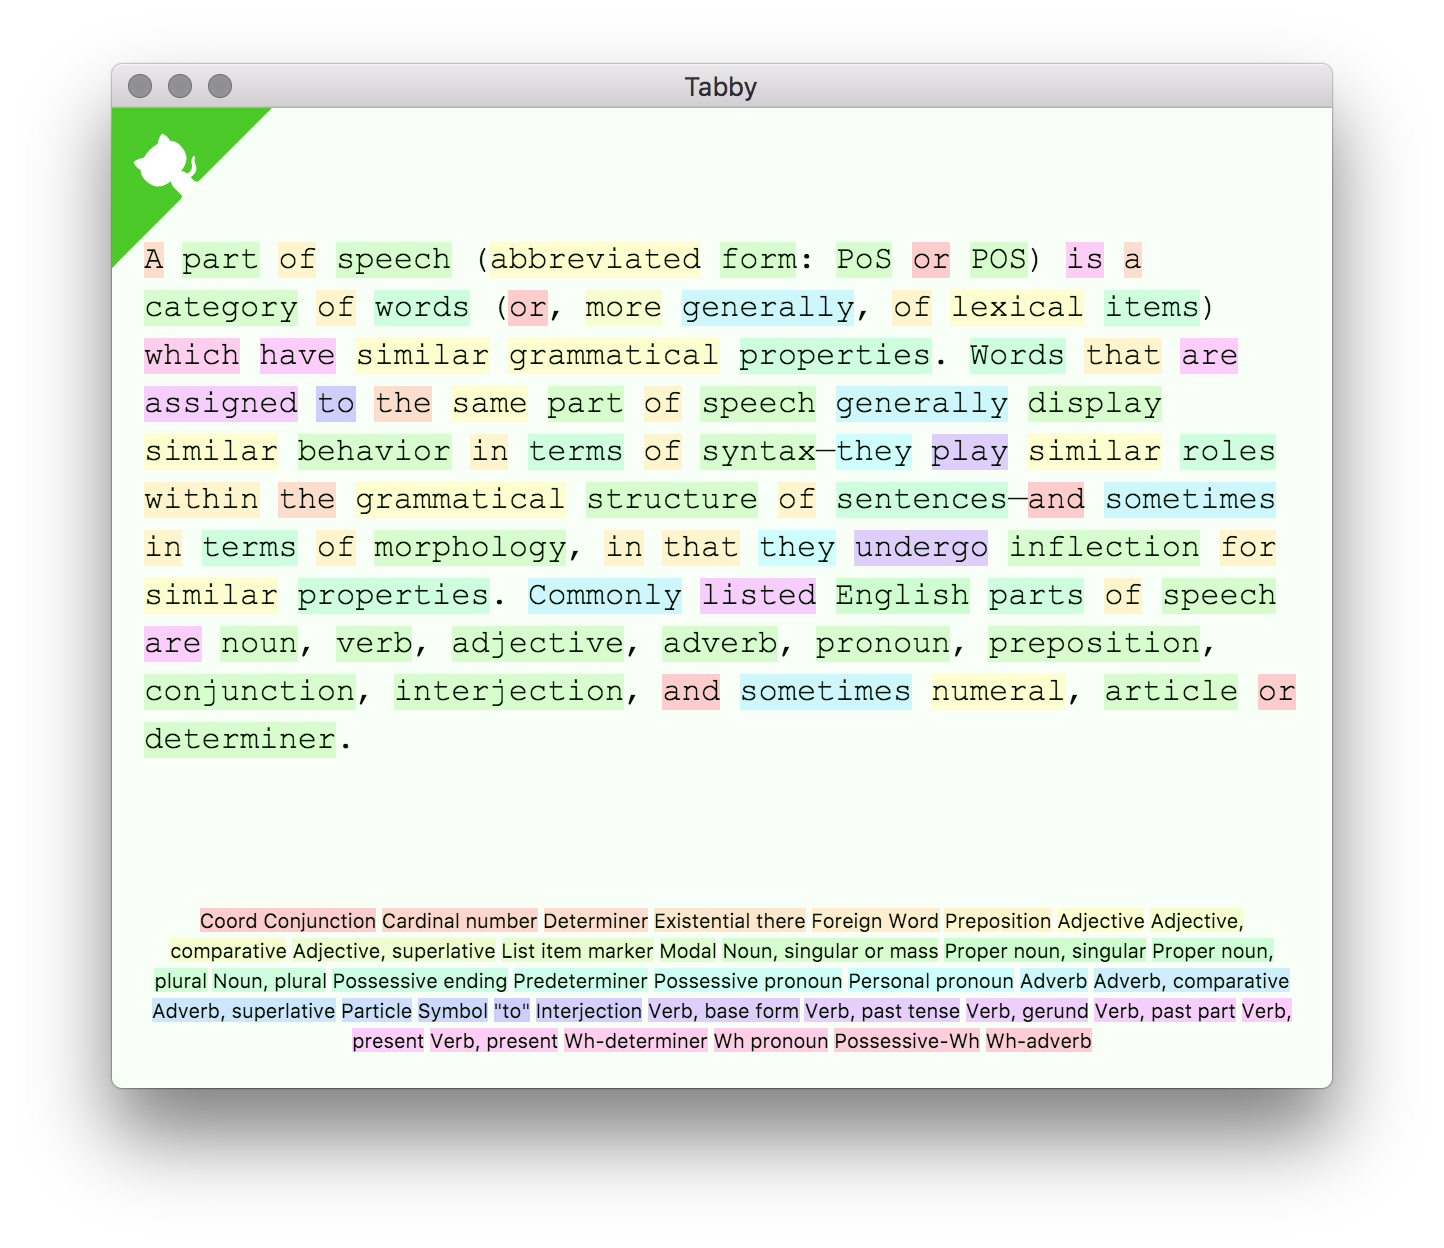 Tabby
A part of speech (abbreviated form: PoS or POS) is a
category of words (or, more generally, of lexical items)
which have similar grammatical properties. Words that are
assigned to the same part of speech generally display
similar behavior in terms of syntax—they play similar roles
within the grammatical structure of sentences—and sometimes
in terms of morphology, in that they undergo inflection for
similar properties. Commonly listed English parts of speech
are noun, verb, adjective, adverb, pronoun, preposition,
conjunction, interjection, and sometimes numeral, article or
determiner.
Coord Conjunction Cardinal number Determiner Existential there Foreign Word Preposition Adjective Adjective,
comparative Adjective, superlative List item marker Modal Noun, singular or mass Proper noun, singular Proper noun,
plural Noun, plural Possessive ending Predeterminer Possessive pronoun Personal pronoun Adverb Adverb, comparative
Adverb, superlative Particle Symbol "to" Interjection Verb, base form Verb, past tense Verb, gerund Verb, past part Verb,
present Verb, present Wh-determiner Wh pronoun Possessive-Wh Wh-adverb